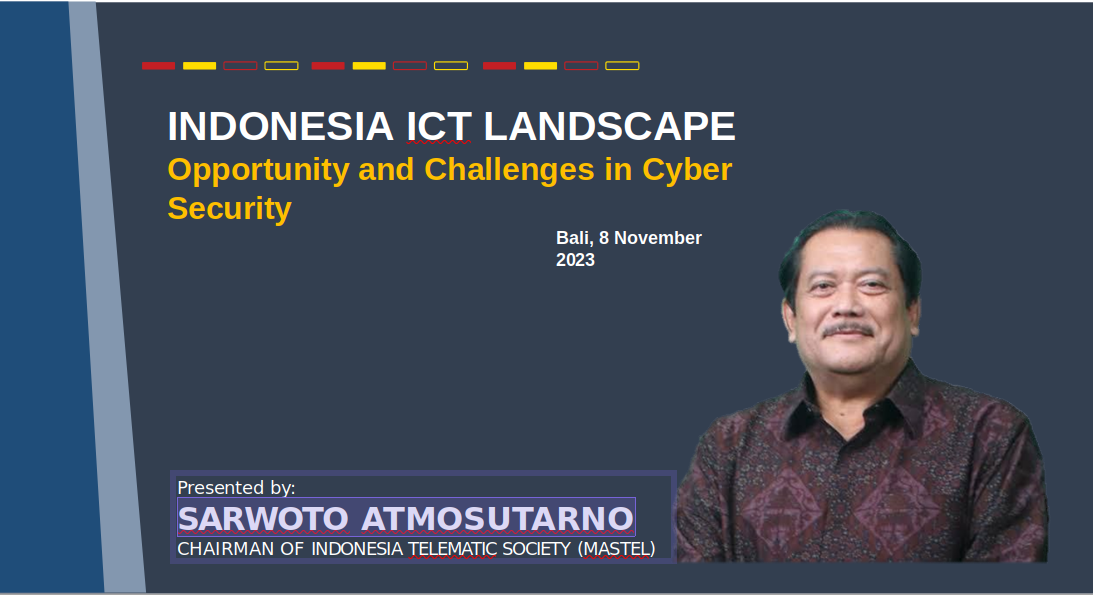 INDONESIA ICT LANDSCAPE
Opportunity and Challenges in Cyber
Security
Bali, 8 November
2023
Presented by:
SARWOTO ATMOSUTARNO
CHAIRMAN OF INDONESIA TELEMATIC SOCIETY (MASTEL)